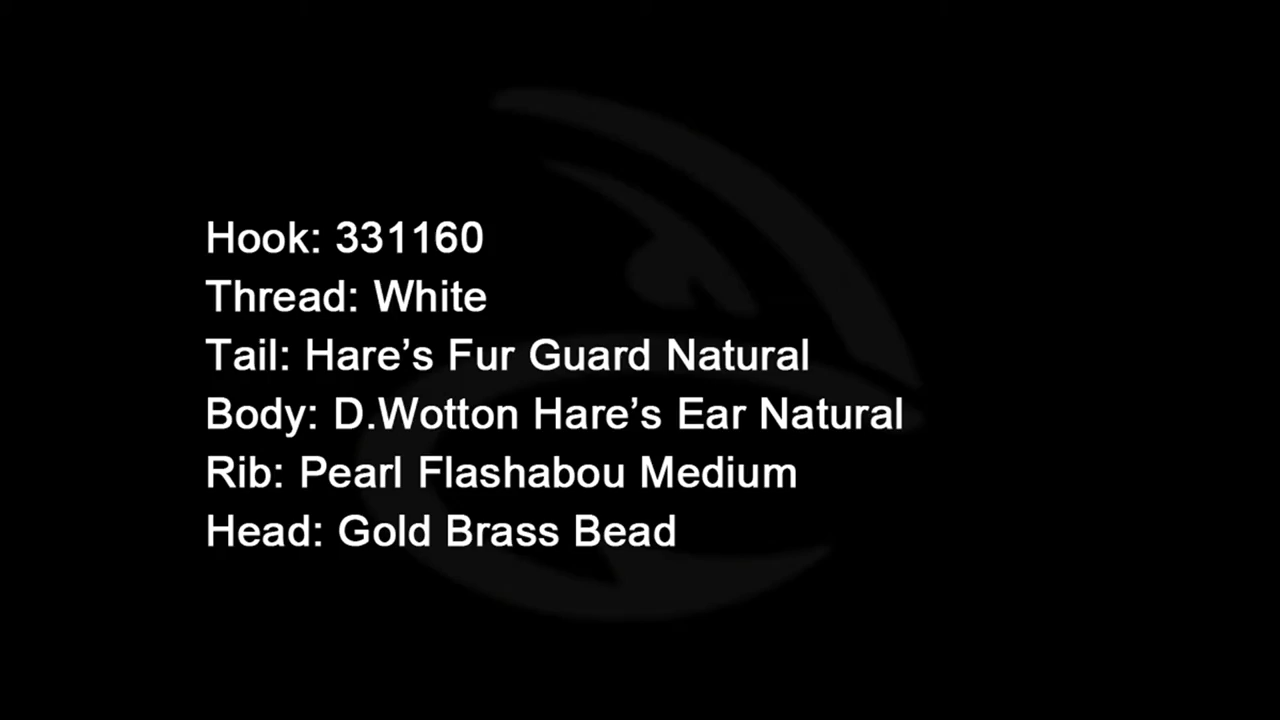 Hook: 331160
Thread: White
Tail: Hare’s Fur Guard Natural
Body: D.Wotton Hare’s Ear Natural
Rib: Pearl Flashabou Medium
Head: Gold Brass Bead